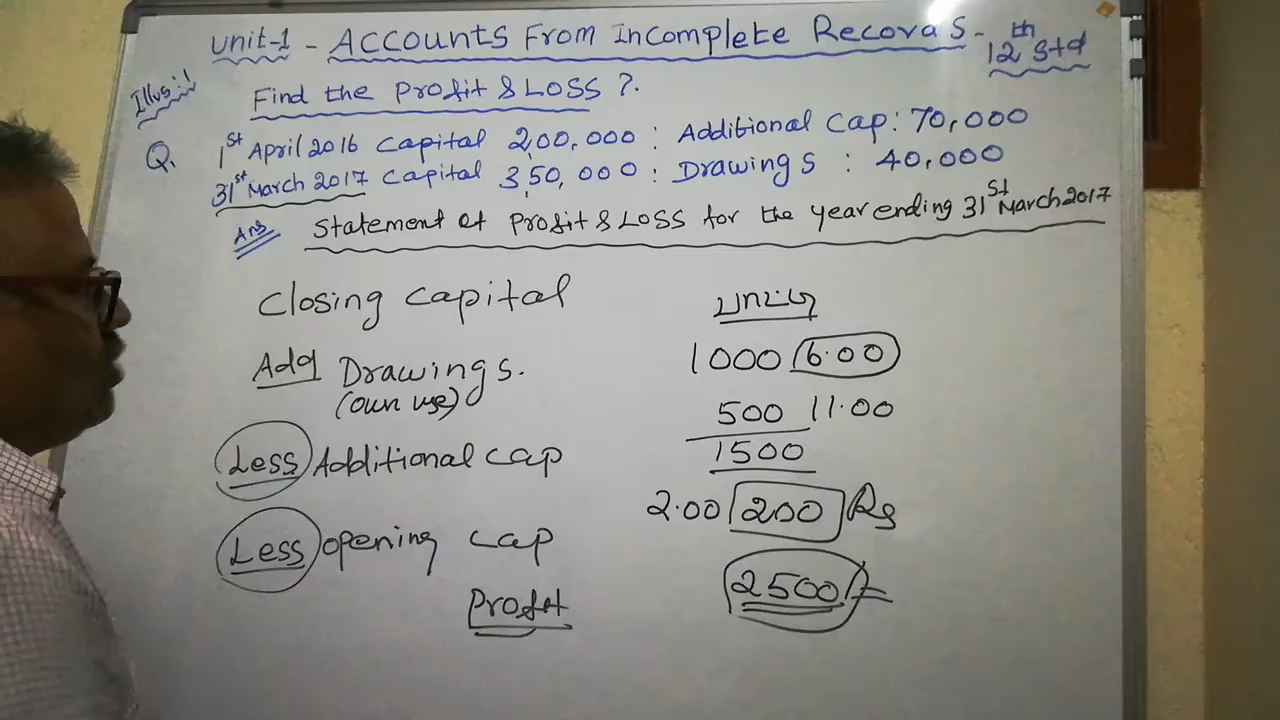 Unit-1 - Accounts From Incomplete Records - 12th Std
Illus:1
Find the Profit & Loss ?.
Q. 1st April 2016 Capital 2,00,000 : Additional Cap: 70,000
31st March 2017 Capital 3,50,000 : Drawings : 40,000
Ans Statement of Profit & Loss for the year ending 31st March 2017
Closing Capital
Add Drawings.
(own use)
Less Additional cap
Less opening cap
Profit
1000 6.00
500 11.00
1500
2.00 200 Rs
2500/=